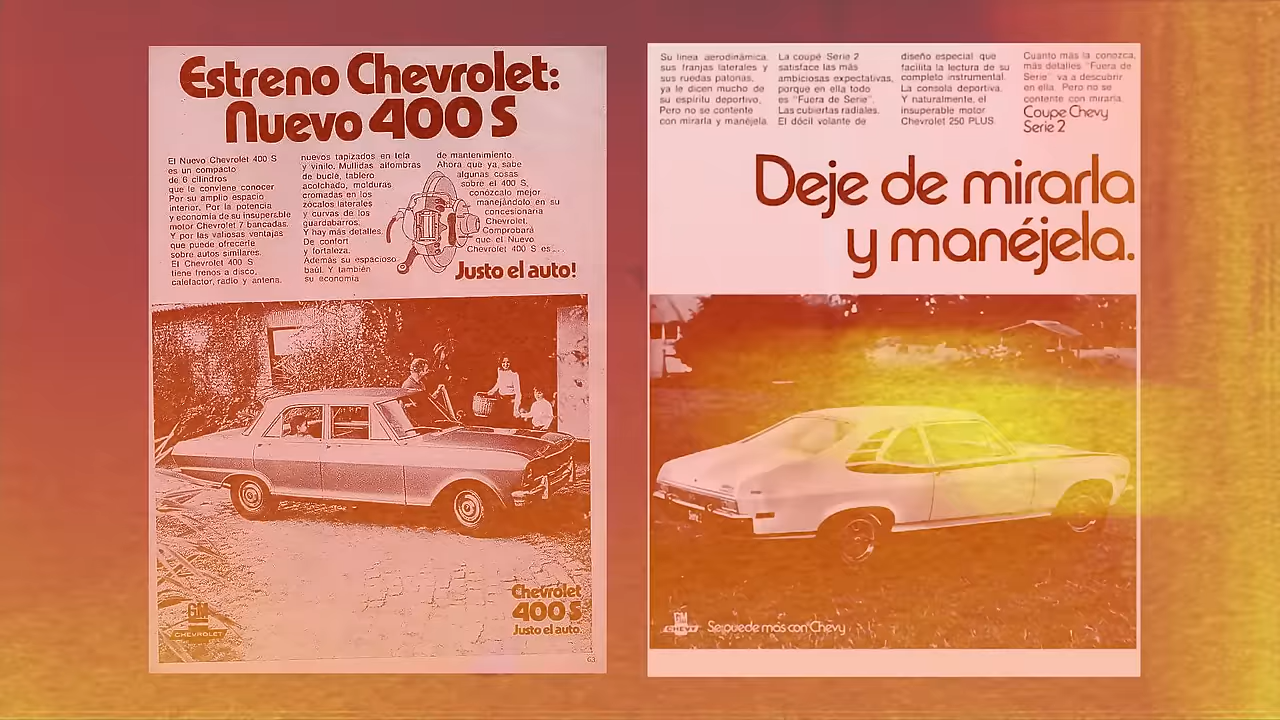 Estreno Chevrolet:
Nuevo 400 S
El Nuevo Chevrolet 400 S
es un compacto
de 6 cilindros
que le conviene conocer
Por su amplio espacio
interior. Por la potencia
y economía de su insuperable
motor Chevrolet 7 bancadas.
Y por las valiosas ventajas
que puede ofrecerle
sobre autos similares.
El Chevrolet 400 S
tiene frenos a disco,
calefactor, radio y antena.
nuevos tapizados en tela
y vinilo. Mullidas alfombras
de buclé, tablero
acolchado, molduras
cromadas en los
zócalos laterales
y curvas de los
guardabarros.
Y hay más detalles.
De confort
y fortaleza.
Además su espacioso
baúl. Y también
su economía
de mantenimiento.
Ahora que ya sabe
algunas cosas
sobre el 400 S,
conózcalo mejor
manejándolo en su
concesionaria
Chevrolet.
Comprobará
que el Nuevo
Chevrolet 400 S es...
Justo el auto!
GM
CHEVROLET
Chevrolet
400 S
Justo el auto.
63
Su línea aerodinámica,
sus franjas laterales y
sus ruedas patonas,
ya le dicen mucho de
su espíritu deportivo.
Pero no se contente
con mirarla y manéjela.
La coupé Serie 2
satisface las más
ambiciosas expectativas,
porque en ella todo
es "Fuera de Serie".
Las cubiertas radiales.
El dócil volante de
diseño especial que
facilita la lectura de su
completo instrumental.
La consola deportiva.
Y naturalmente, el
insuperable motor
Chevrolet 250 PLUS.
Cuanto más la conozca,
más detalles "Fuera de
Serie" va a descubrir
en ella. Pero no se
contente con mirarla.
Coupe Chevy
Serie 2
Deje de mirarla
y manéjela.
GM
CHEVY
Se puede más con Chevy